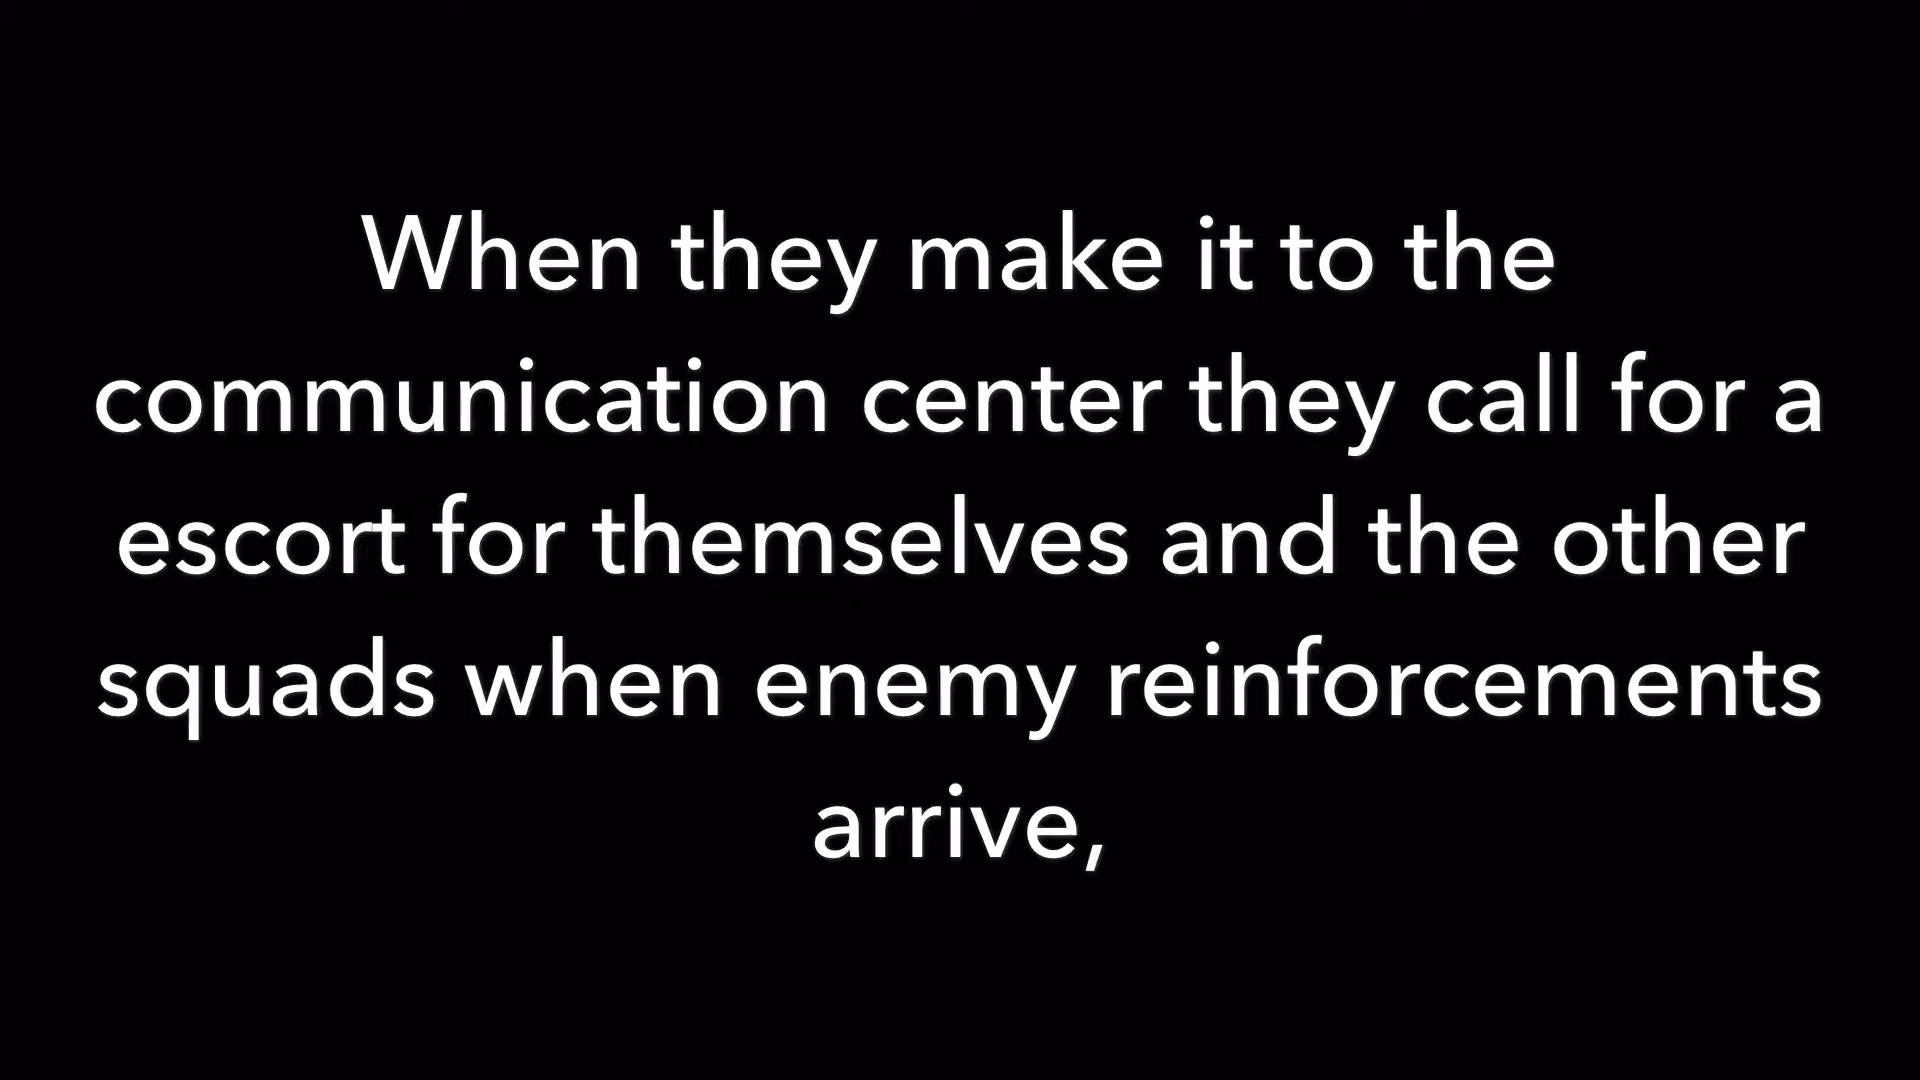 When they make it to the
communication center they call for a
escort for themselves and the other
squads when enemy reinforcements
arrive,